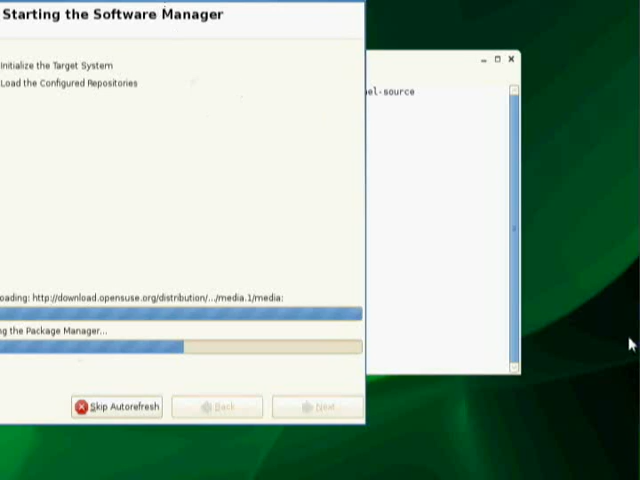 Starting the Software Manager
Initialize the Target System
Load the Configured Repositories
el-source
oading: http://download.opensuse.org/distribution/.../media.1/media:
ng the Package Manager...
Skip Autorefresh
Back
Next